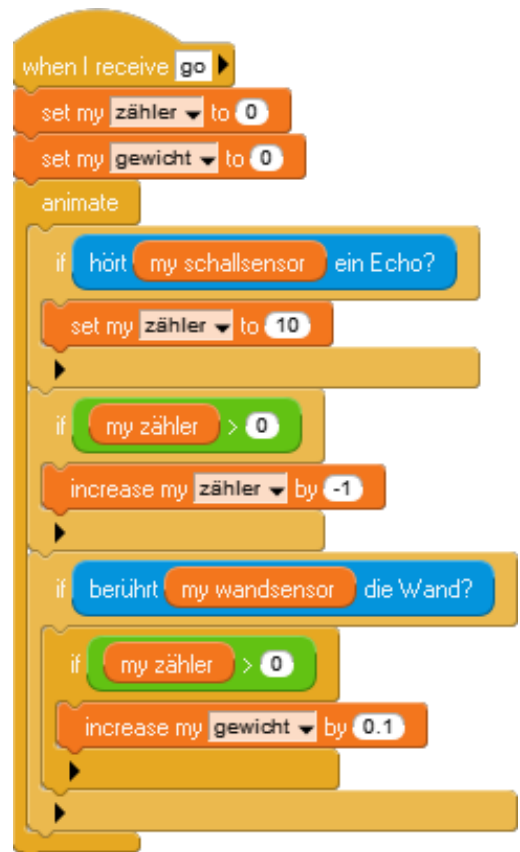 when I receive go
set my zähler to 0
set my gewicht to 0
animate
if hört my schallsensor ein Echo?
set my zähler to 10
if my zähler > 0
increase my zähler by -1
if berührt my wandsensor die Wand?
if my zähler > 0
increase my gewicht by 0.1